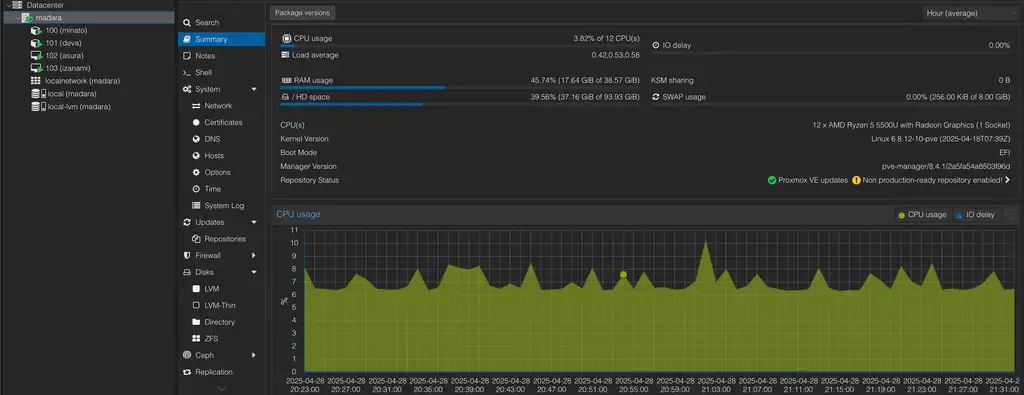 Datacenter
madara
100 (minato)
101 (deva)
102 (asura)
103 (izanami)
localnetwork (madara)
local (madara)
local-lvm (madara)
Search
Summary
Notes
Shell
System
Network
Certificates
DNS
Hosts
Options
Time
System Log
Updates
Repositories
Firewall
Disks
LVM
LVM-Thin
Directory
ZFS
Ceph
Replication
Package versions
Hour (average)
CPU usage 3.82% of 12 CPU(s)
IO delay 0.00%
Load average 0.42,0.53,0.58
RAM usage 45.74% (17.64 GiB of 38.57 GiB)
KSM sharing 0 B
/ HD space 39.56% (37.16 GiB of 93.93 GiB)
SWAP usage 0.00% (256.00 KiB of 8.00 GiB)
CPU(s) 12 x AMD Ryzen 5 5500U with Radeon Graphics (1 Socket)
Kernel Version Linux 6.8.12-10-pve (2025-04-18T07:39Z)
Boot Mode EFI
Manager Version pve-manager/8.4.1/2a5fa54a8503f96d
Repository Status Proxmox VE updates Non production-ready repository enabled!
CPU usage
CPU usage IO delay
11
10
9
8
7
6
5
4
3
2
1
0
%
2025-04-28 2025-04-28 2025-04-28 2025-04-28 2025-04-28 2025-04-28 2025-04-28 2025-04-28 2025-04-28 2025-04-28 2025-04-28 2025-04-28 2025-04-28 2025-04-28 2025-04-28 2025-04-28 2025-04-28 2025-04-2
20:23:00 20:27:00 20:31:00 20:35:00 20:39:00 20:43:00 20:47:00 20:51:00 20:55:00 20:59:00 21:03:00 21:07:00 21:11:00 21:15:00 21:19:00 21:23:00 21:27:00 21:31:00